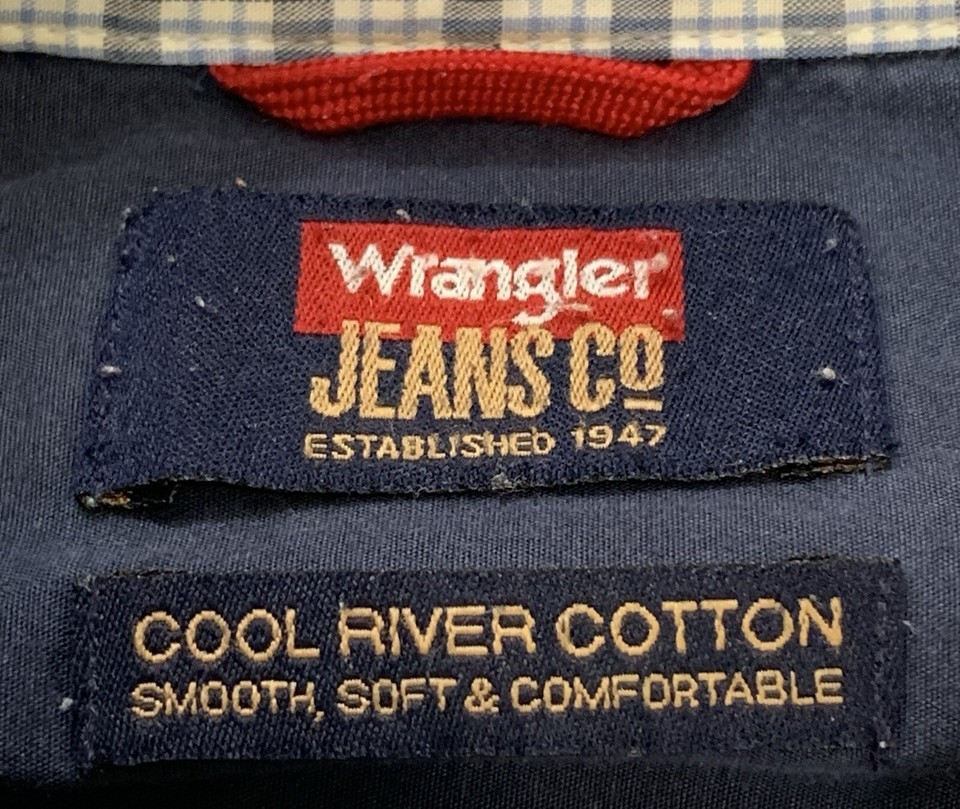 Wrangler
JEANS Co
ESTABLISHED 1947
COOL RIVER COTTON
SMOOTH, SOFT & COMFORTABLE